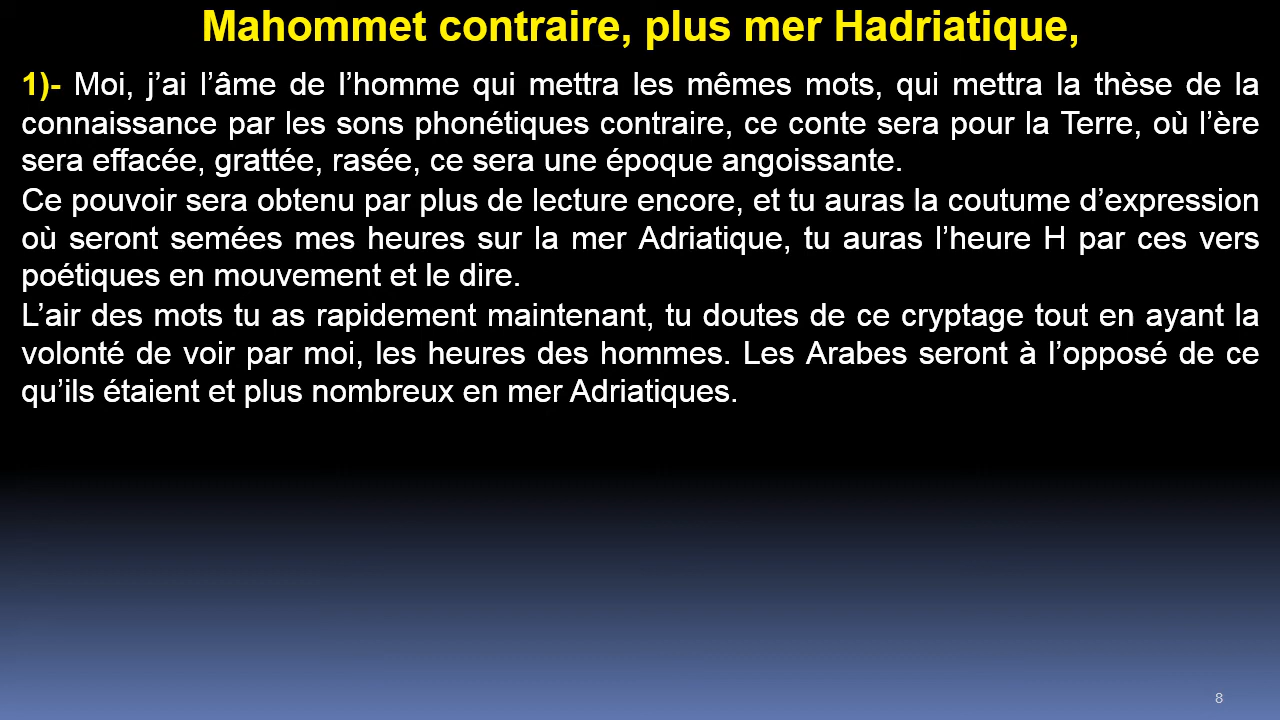 Mahommet contraire, plus mer Hadriatique,
1)- Moi, j’ai l’âme de l’homme qui mettra les mêmes mots, qui mettra la thèse de la
connaissance par les sons phonétiques contraire, ce conte sera pour la Terre, où l’ère
sera effacée, grattée, rasée, ce sera une époque angoissante.
Ce pouvoir sera obtenu par plus de lecture encore, et tu auras la coutume d’expression
où seront semées mes heures sur la mer Adriatique, tu auras l’heure H par ces vers
poétiques en mouvement et le dire.
L’air des mots tu as rapidement maintenant, tu doutes de ce cryptage tout en ayant la
volonté de voir par moi, les heures des hommes. Les Arabes seront à l’opposé de ce
qu’ils étaient et plus nombreux en mer Adriatiques.
8